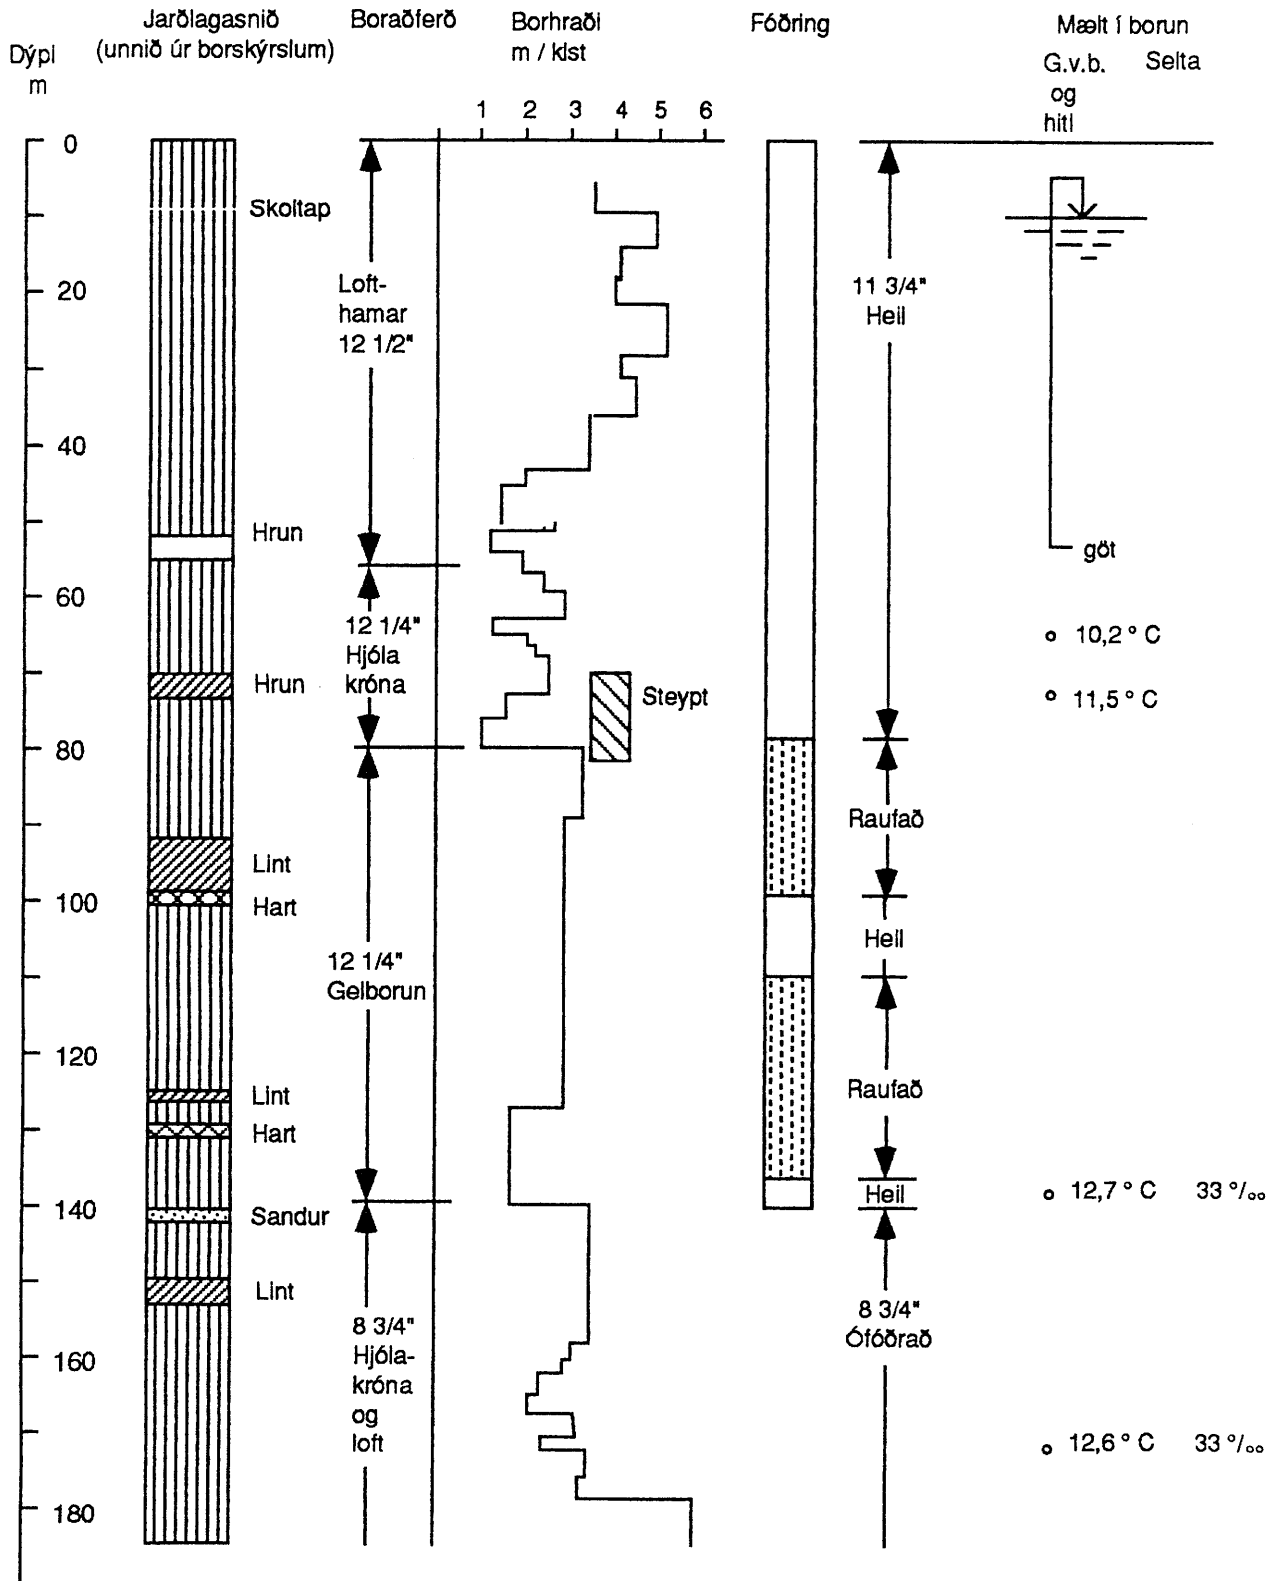 Jarðlagasnið
(unnið úr borskýrslum)
Boraðferð
Borhraði
m / klst
Fóðring
Mælt í borun
G.v.b.
og
hiti
Selta
Dýpi
m
1 2 3 4 5 6
0
20
40
60
80
100
120
140
160
180
Skoltap
Hrun
Hrun
Lint
Hart
Lint
Hart
Sandur
Lint
Loft-
hamar
12 1/2"
12 1/4"
Hjóla
króna
12 1/4"
Gelborun
8 3/4"
Hjóla-
króna
og
loft
Steypt
11 3/4"
Heil
Raufað
Heil
Raufað
Heil
8 3/4"
Ófóðrað
göt
10,2 ° C
11,5 ° C
12,7 ° C 33 °/oo
12,6 ° C 33 °/oo